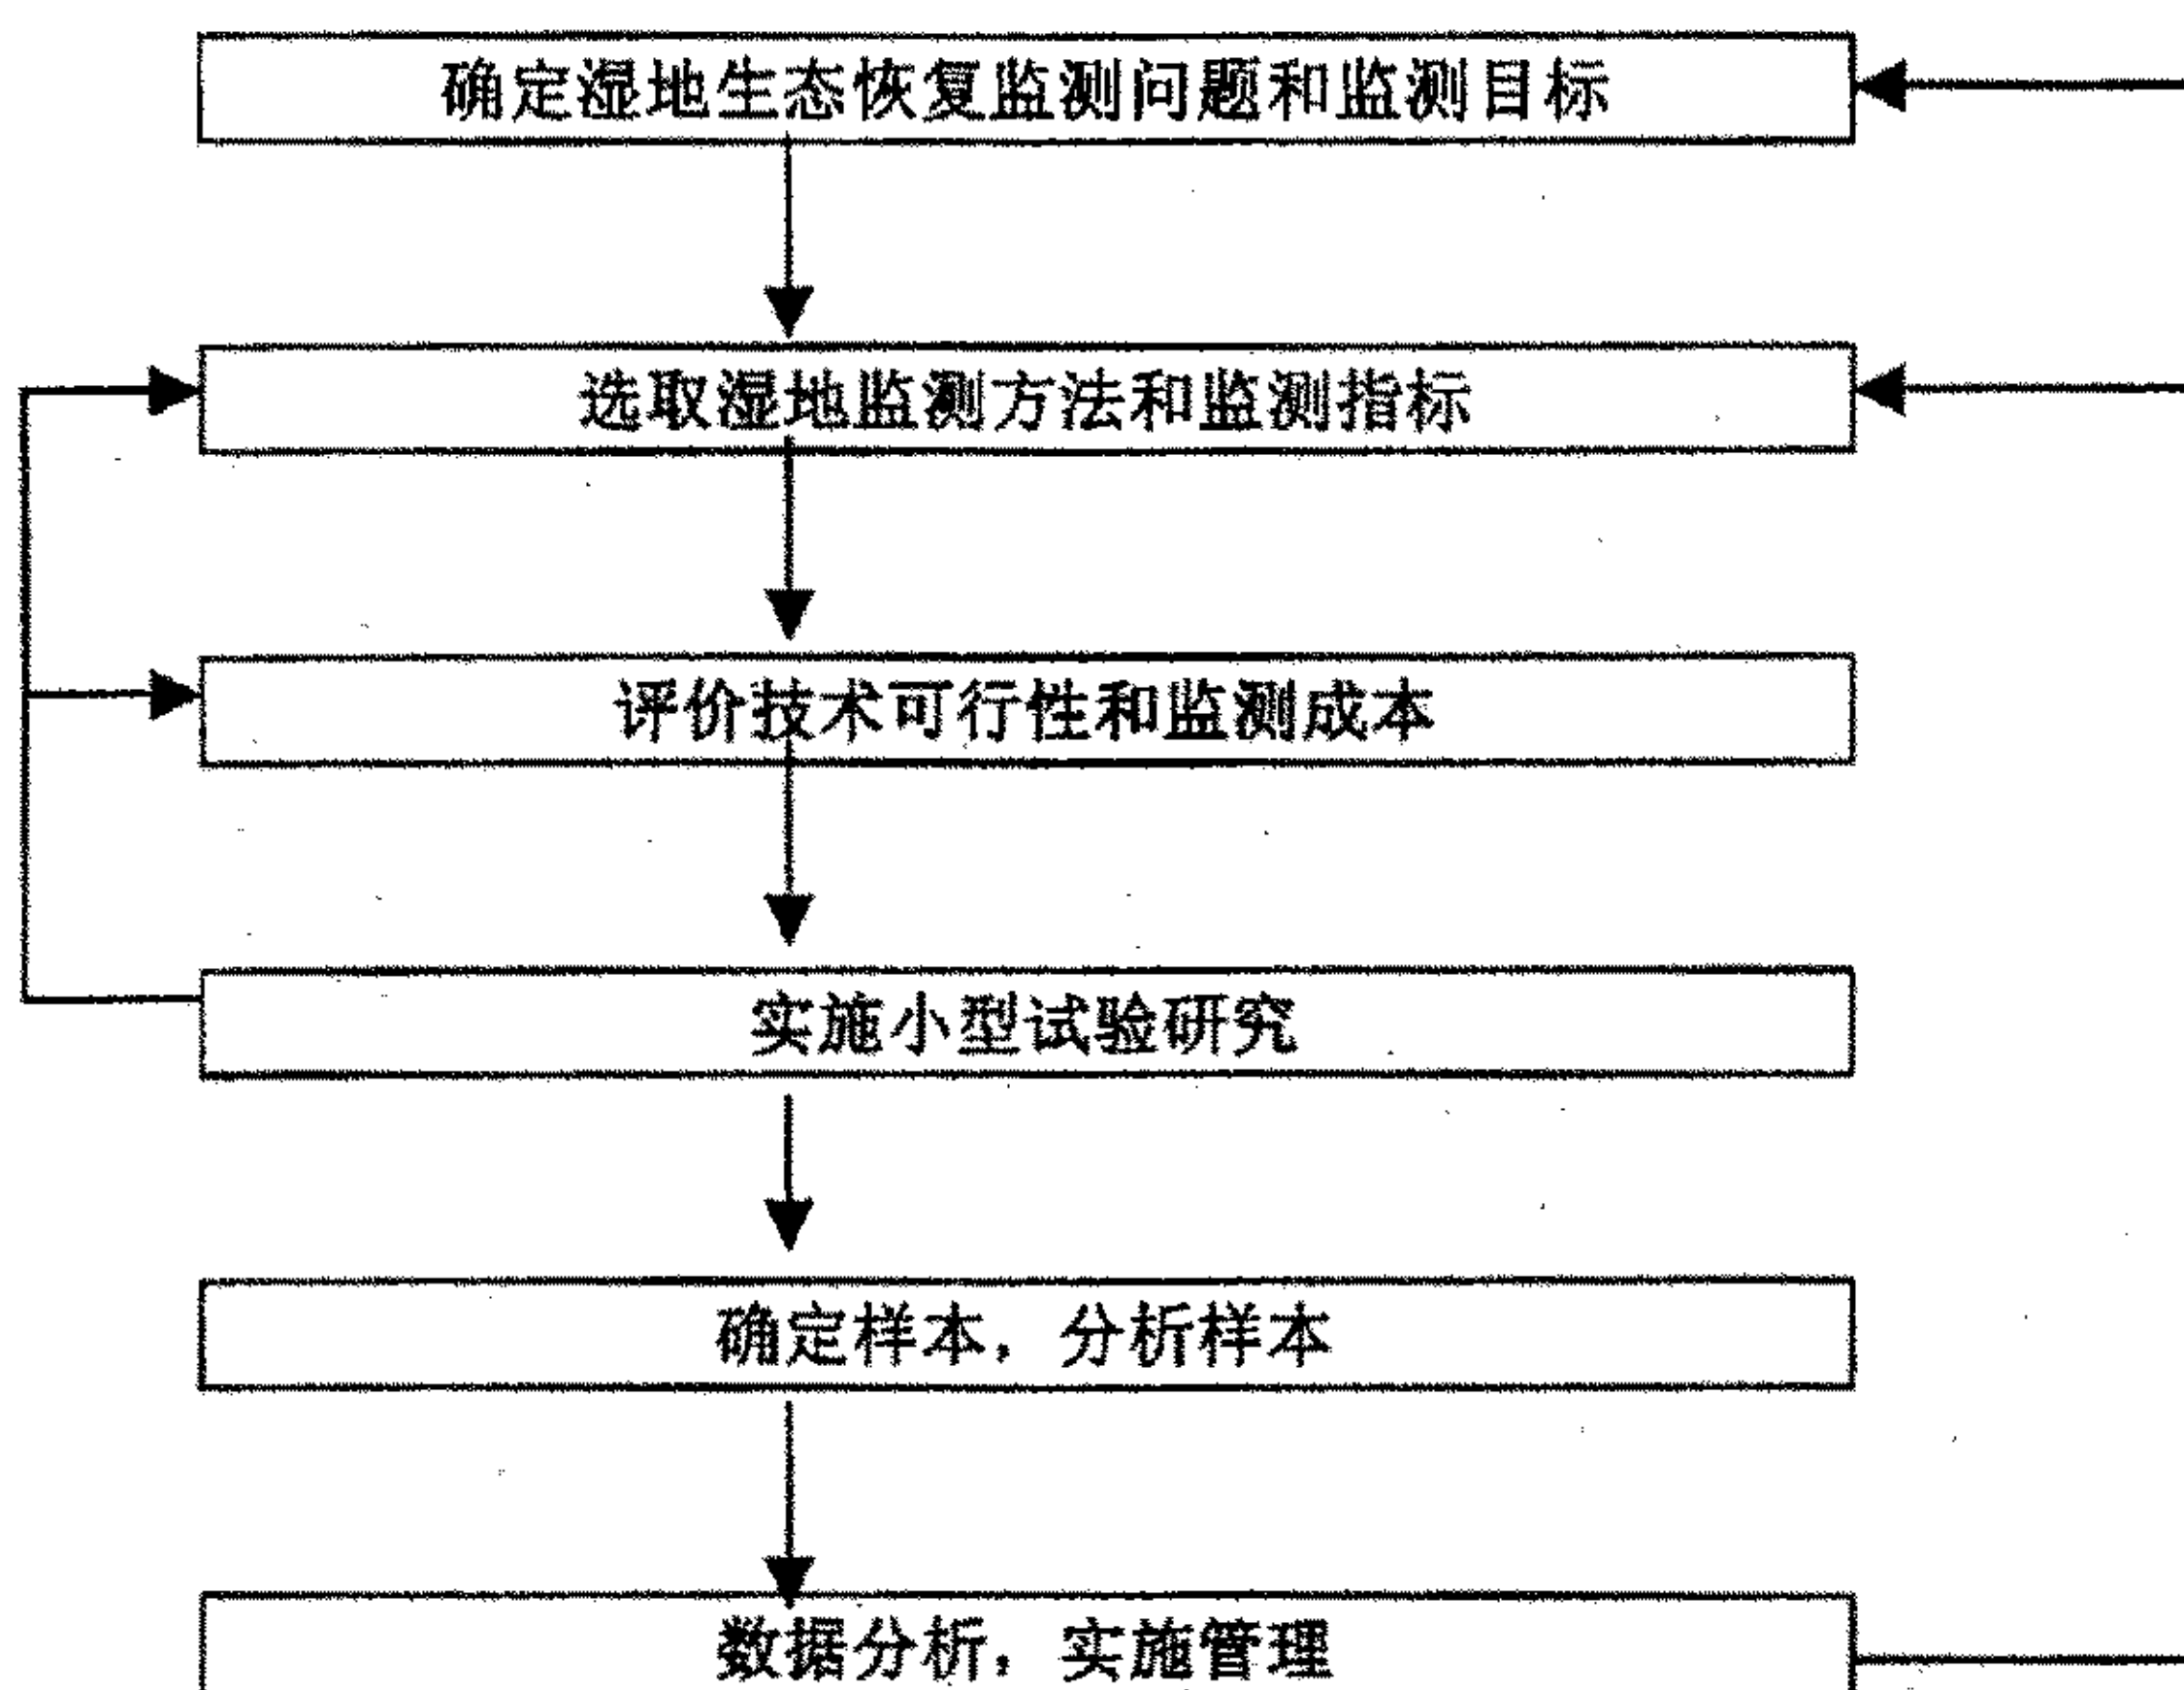 确定湿地生态恢复监测问题和监测目标
选取湿地监测方法和监测指标
评价技术可行性和监测成本
实施小型试验研究
确定样本，分析样本
数据分析，实施管理